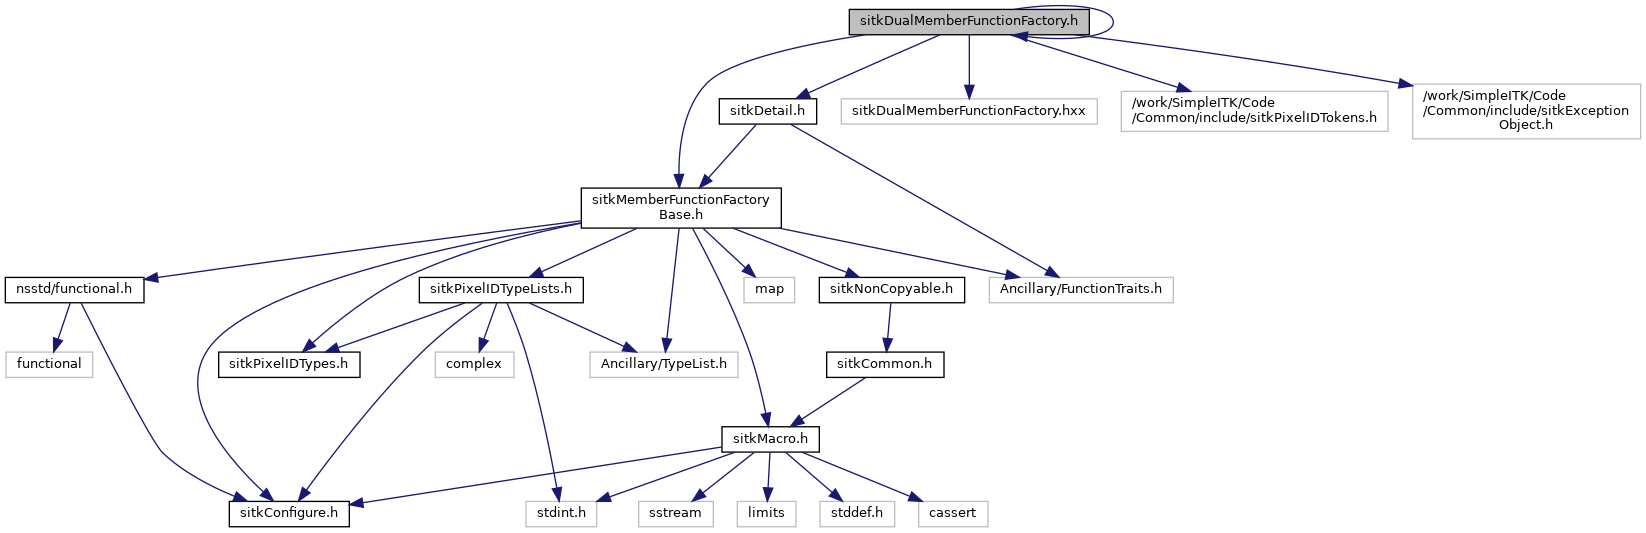 sitkDualMemberFunctionFactory.h
sitkDetail.h
sitkDualMemberFunctionFactory.hxx
/work/SimpleITK/Code
/Common/include/sitkPixelIDTokens.h
/work/SimpleITK/Code
/Common/include/sitkException
Object.h
sitkMemberFunctionFactory
Base.h
nsstd/functional.h
sitkPixelIDTypeLists.h
map
sitkNonCopyable.h
Ancillary/FunctionTraits.h
functional
sitkPixelIDTypes.h
complex
Ancillary/TypeList.h
sitkCommon.h
sitkMacro.h
sitkConfigure.h
stdint.h
sstream
limits
stddef.h
cassert